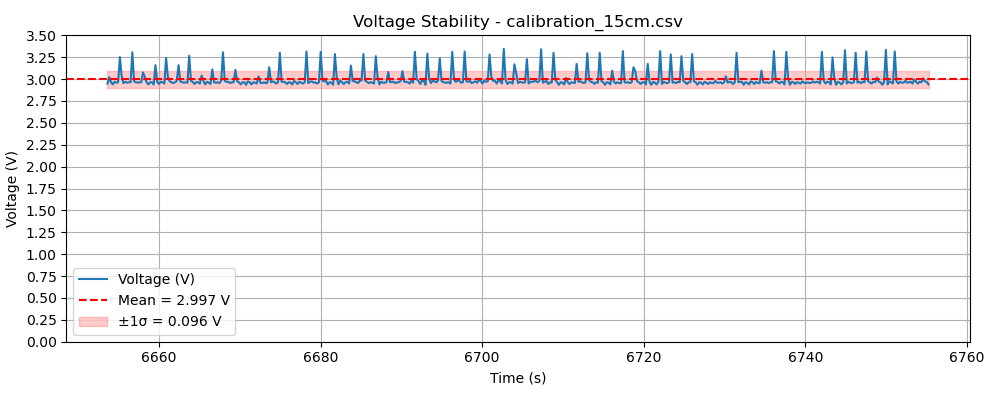 Voltage Stability - calibration_15cm.csv
Voltage (V)
3.50
3.25
3.00
2.75
2.50
2.25
2.00
1.75
1.50
1.25
1.00
0.75
0.50
0.25
0.00
Voltage (V)
Mean = 2.997 V
±1σ = 0.096 V
6660 6680 6700 6720 6740 6760
Time (s)